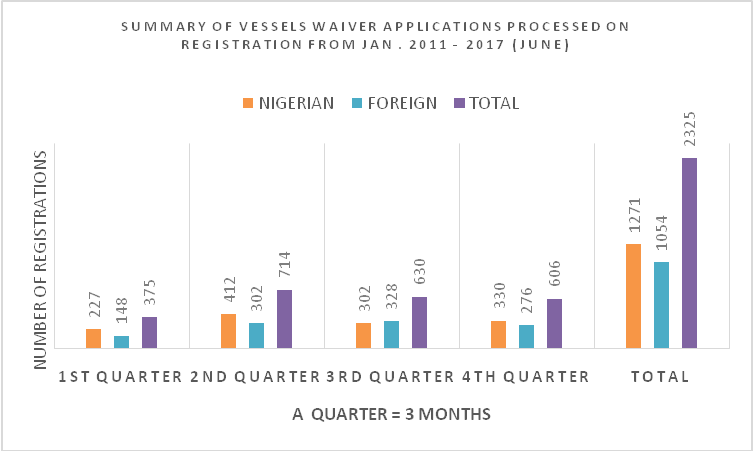 SUMMARY OF VESSELS WAIVER APPLICATIONS PROCESSED ON
REGISTRATION FROM JAN . 2011 - 2017 (JUNE)
NIGERIAN FOREIGN TOTAL
NUMBER OF REGISTRATIONS
227 148 375
412 302 714
302 328 630
330 276 606
1271 1054 2325
1ST QUARTER 2ND QUARTER 3RD QUARTER 4TH QUARTER TOTAL
A QUARTER = 3 MONTHS